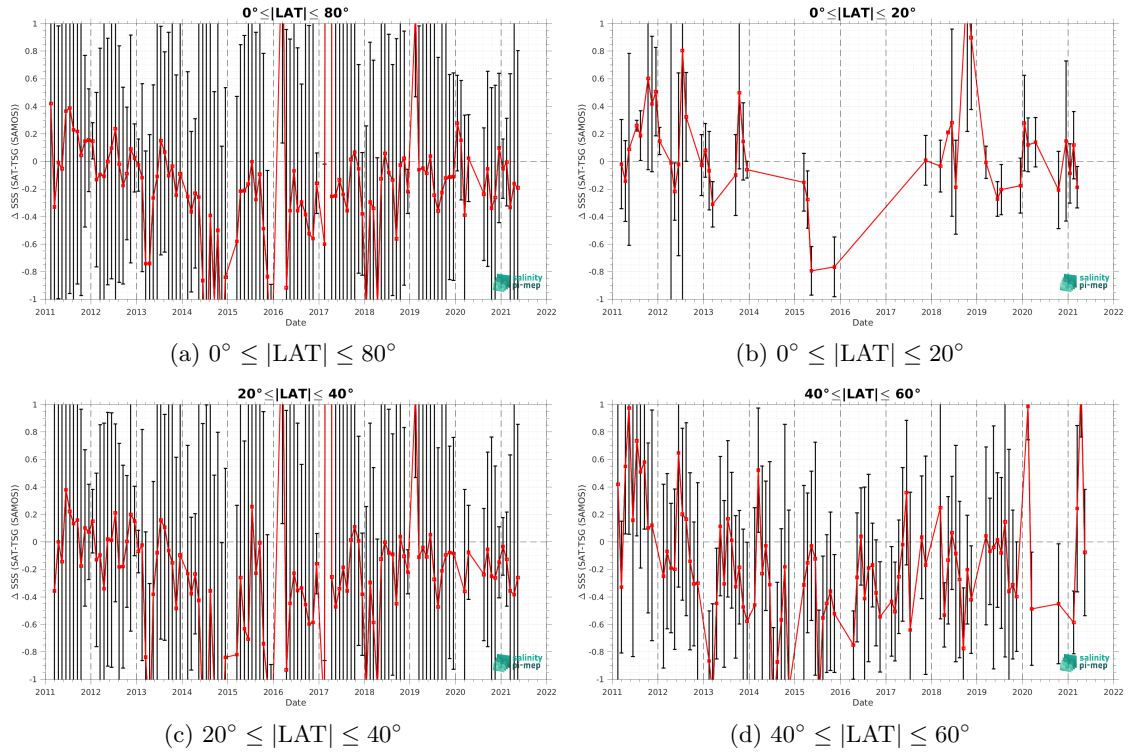 0°≤|LAT|≤ 80°
Δ SSS (SAT-TSG (SAMOS))
1
0.8
0.6
0.4
0.2
0
-0.2
-0.4
-0.6
-0.8
-1
2011 2012 2013 2014 2015 2016 2017 2018 2019 2020 2021 2022
Date
salinity
pi-mep
(a) 0° ≤ |LAT| ≤ 80°
0°≤|LAT|≤ 20°
Δ SSS (SAT-TSG (SAMOS))
1
0.8
0.6
0.4
0.2
0
-0.2
-0.4
-0.6
-0.8
-1
2011 2012 2013 2014 2015 2016 2017 2018 2019 2020 2021 2022
Date
salinity
pi-mep
(b) 0° ≤ |LAT| ≤ 20°
20°≤|LAT|≤ 40°
Δ SSS (SAT-TSG (SAMOS))
1
0.8
0.6
0.4
0.2
0
-0.2
-0.4
-0.6
-0.8
-1
2011 2012 2013 2014 2015 2016 2017 2018 2019 2020 2021 2022
Date
salinity
pi-mep
(c) 20° ≤ |LAT| ≤ 40°
40°≤|LAT|≤ 60°
Δ SSS (SAT-TSG (SAMOS))
1
0.8
0.6
0.4
0.2
0
-0.2
-0.4
-0.6
-0.8
-1
2011 2012 2013 2014 2015 2016 2017 2018 2019 2020 2021 2022
Date
salinity
pi-mep
(d) 40° ≤ |LAT| ≤ 60°